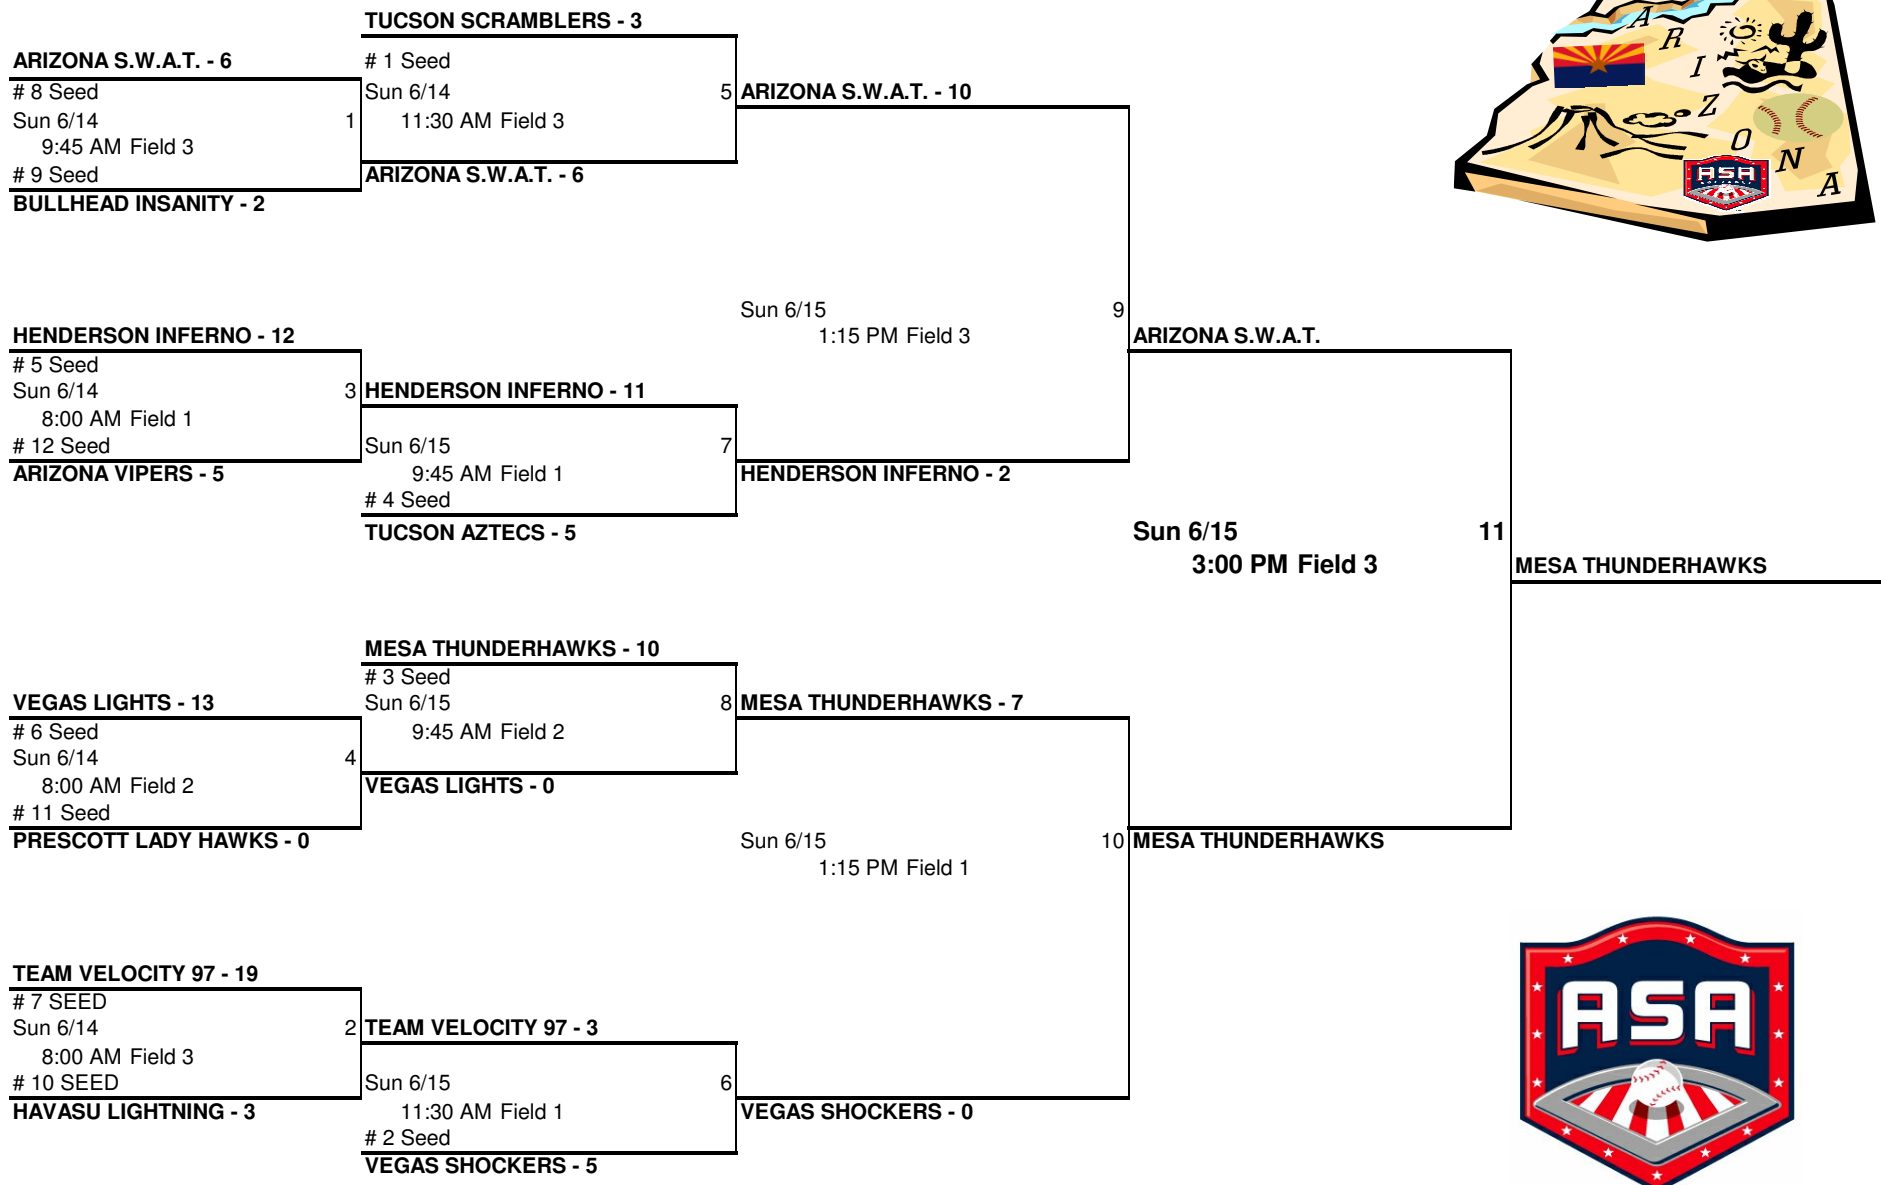 TUCSON SCRAMBLERS - 3
ARIZONA S.W.A.T. - 6
# 1 Seed
# 8 Seed
Sun 6/14
5
ARIZONA S.W.A.T. - 10
Sun 6/14
1
11:30 AM Field 3
9:45 AM Field 3
# 9 Seed
ARIZONA S.W.A.T. - 6
BULLHEAD INSANITY - 2
Sun 6/15
9
HENDERSON INFERNO - 12
1:15 PM Field 3
ARIZONA S.W.A.T.
# 5 Seed
Sun 6/14
3
HENDERSON INFERNO - 11
8:00 AM Field 1
# 12 Seed
Sun 6/15
7
ARIZONA VIPERS - 5
9:45 AM Field 1
HENDERSON INFERNO - 2
# 4 Seed
TUCSON AZTECS - 5
Sun 6/15
11
3:00 PM Field 3
MESA THUNDERHAWKS
MESA THUNDERHAWKS - 10
# 3 Seed
VEGAS LIGHTS - 13
Sun 6/15
8
MESA THUNDERHAWKS - 7
# 6 Seed
9:45 AM Field 2
Sun 6/14
4
8:00 AM Field 2
VEGAS LIGHTS - 0
# 11 Seed
PRESCOTT LADY HAWKS - 0
Sun 6/15
10
MESA THUNDERHAWKS
1:15 PM Field 1
TEAM VELOCITY 97 - 19
# 7 SEED
Sun 6/14
2
TEAM VELOCITY 97 - 3
8:00 AM Field 3
# 10 SEED
Sun 6/15
6
HAVASU LIGHTNING - 3
11:30 AM Field 1
VEGAS SHOCKERS - 0
# 2 Seed
VEGAS SHOCKERS - 5
ARIZONA
ASA
ASA